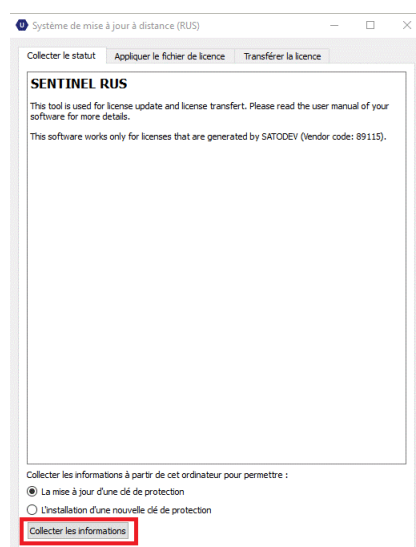 Système de mise à jour à distance (RUS)
Collecter le statut Appliquer le fichier de licence Transférer la licence
SENTINEL RUS
This tool is used for license update and license transfert. Please read the user manual of your
software for more details.
This software works only for licenses that are generated by SATODEV (Vendor code: 89115).
Collecter les informations à partir de cet ordinateur pour permettre :
La mise à jour d'une clé de protection
L'installation d'une nouvelle clé de protection
Collecter les informations